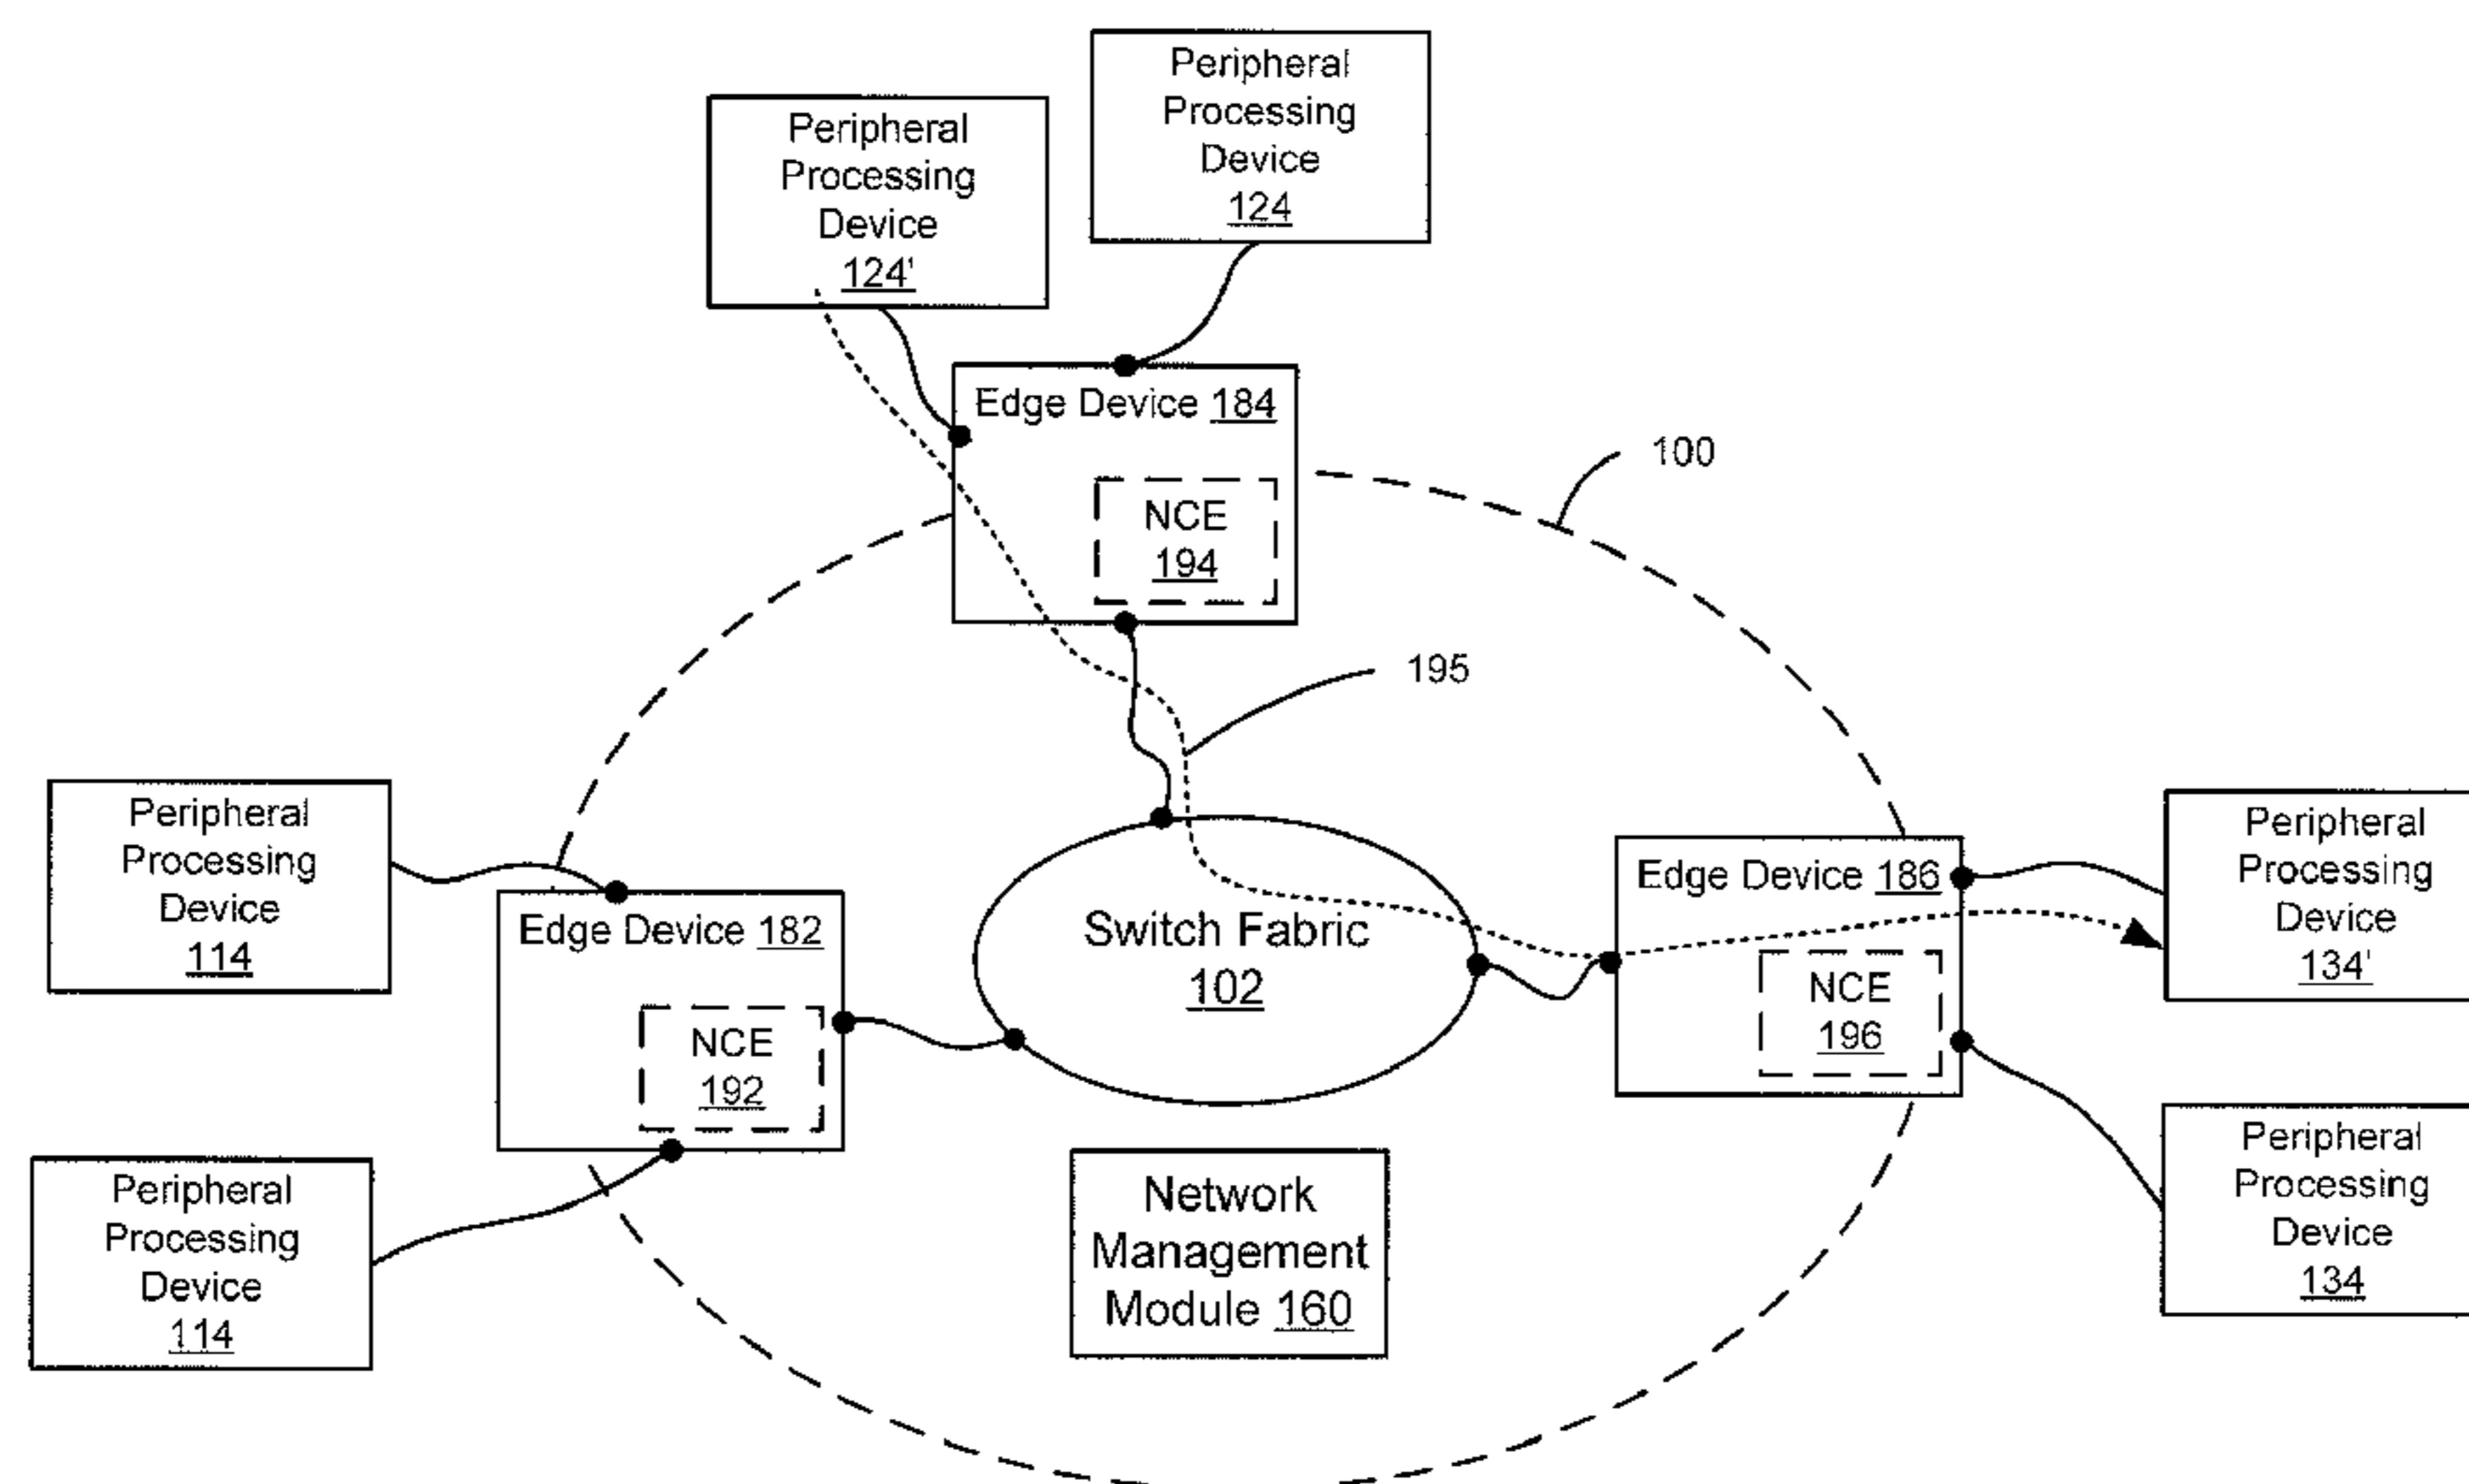 Peripheral
Processing
Device
124
Peripheral
Processing
Device
124'
Edge Device 184
NCE
194
100
195
Peripheral
Processing
Device
114
Edge Device 182
NCE
192
Switch Fabric
102
Edge Device 186
NCE
196
Peripheral
Processing
Device
134'
Peripheral
Processing
Device
114
Network
Management
Module 160
Peripheral
Processing
Device
134